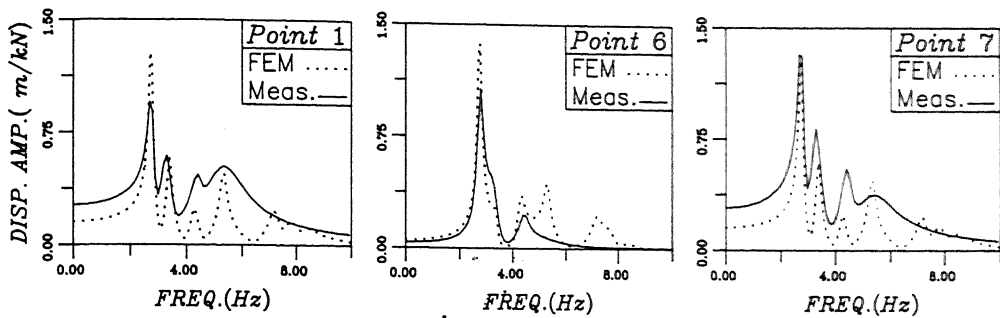 DISP. AMP.( m/kN)
1.50
0.75
0.00
Point 1
FEM
Meas.
0.00
4.00
8.00
FREQ.(Hz)
1.50
0.75
0.00
Point 6
FEM
Meas.
0.00
4.00
8.00
FREQ.(Hz)
1.50
0.75
0.00
Point 7
FEM
Meas.
0.00
4.00
8.00
FREQ.(Hz)